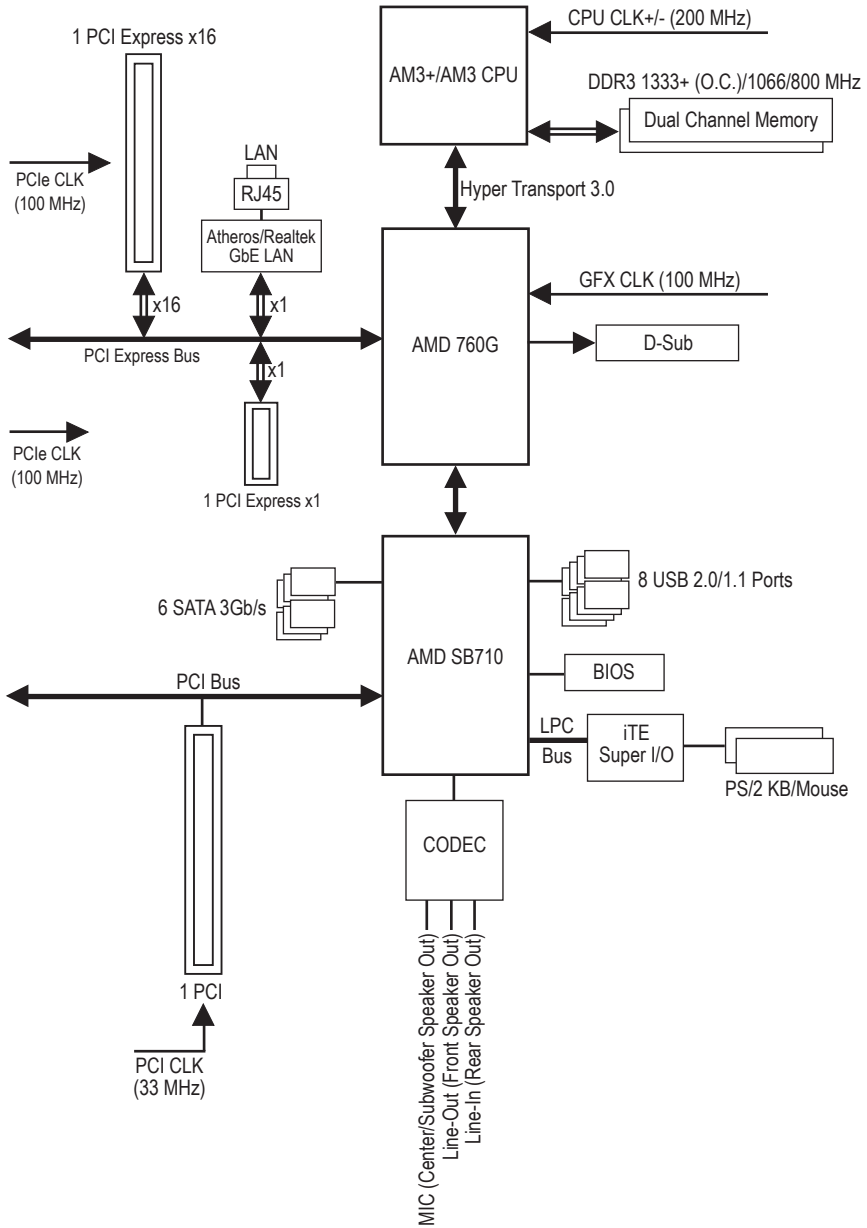 1 PCI Express x16
CPU CLK+/- (200 MHz)
AM3+/AM3 CPU
DDR3 1333+ (O.C.)/1066/800 MHz
Dual Channel Memory
PCIe CLK
(100 MHz)
LAN
RJ45
Hyper Transport 3.0
Atheros/Realtek
GbE LAN
x16
x1
GFX CLK (100 MHz)
PCI Express Bus
AMD 760G
D-Sub
x1
PCIe CLK
(100 MHz)
1 PCI Express x1
6 SATA 3Gb/s
8 USB 2.0/1.1 Ports
AMD SB710
BIOS
PCI Bus
LPC
Bus
iTE
Super I/O
PS/2 KB/Mouse
CODEC
MIC (Center/Subwoofer Speaker Out)
Line-Out (Front Speaker Out)
Line-In (Rear Speaker Out)
1 PCI
PCI CLK
(33 MHz)